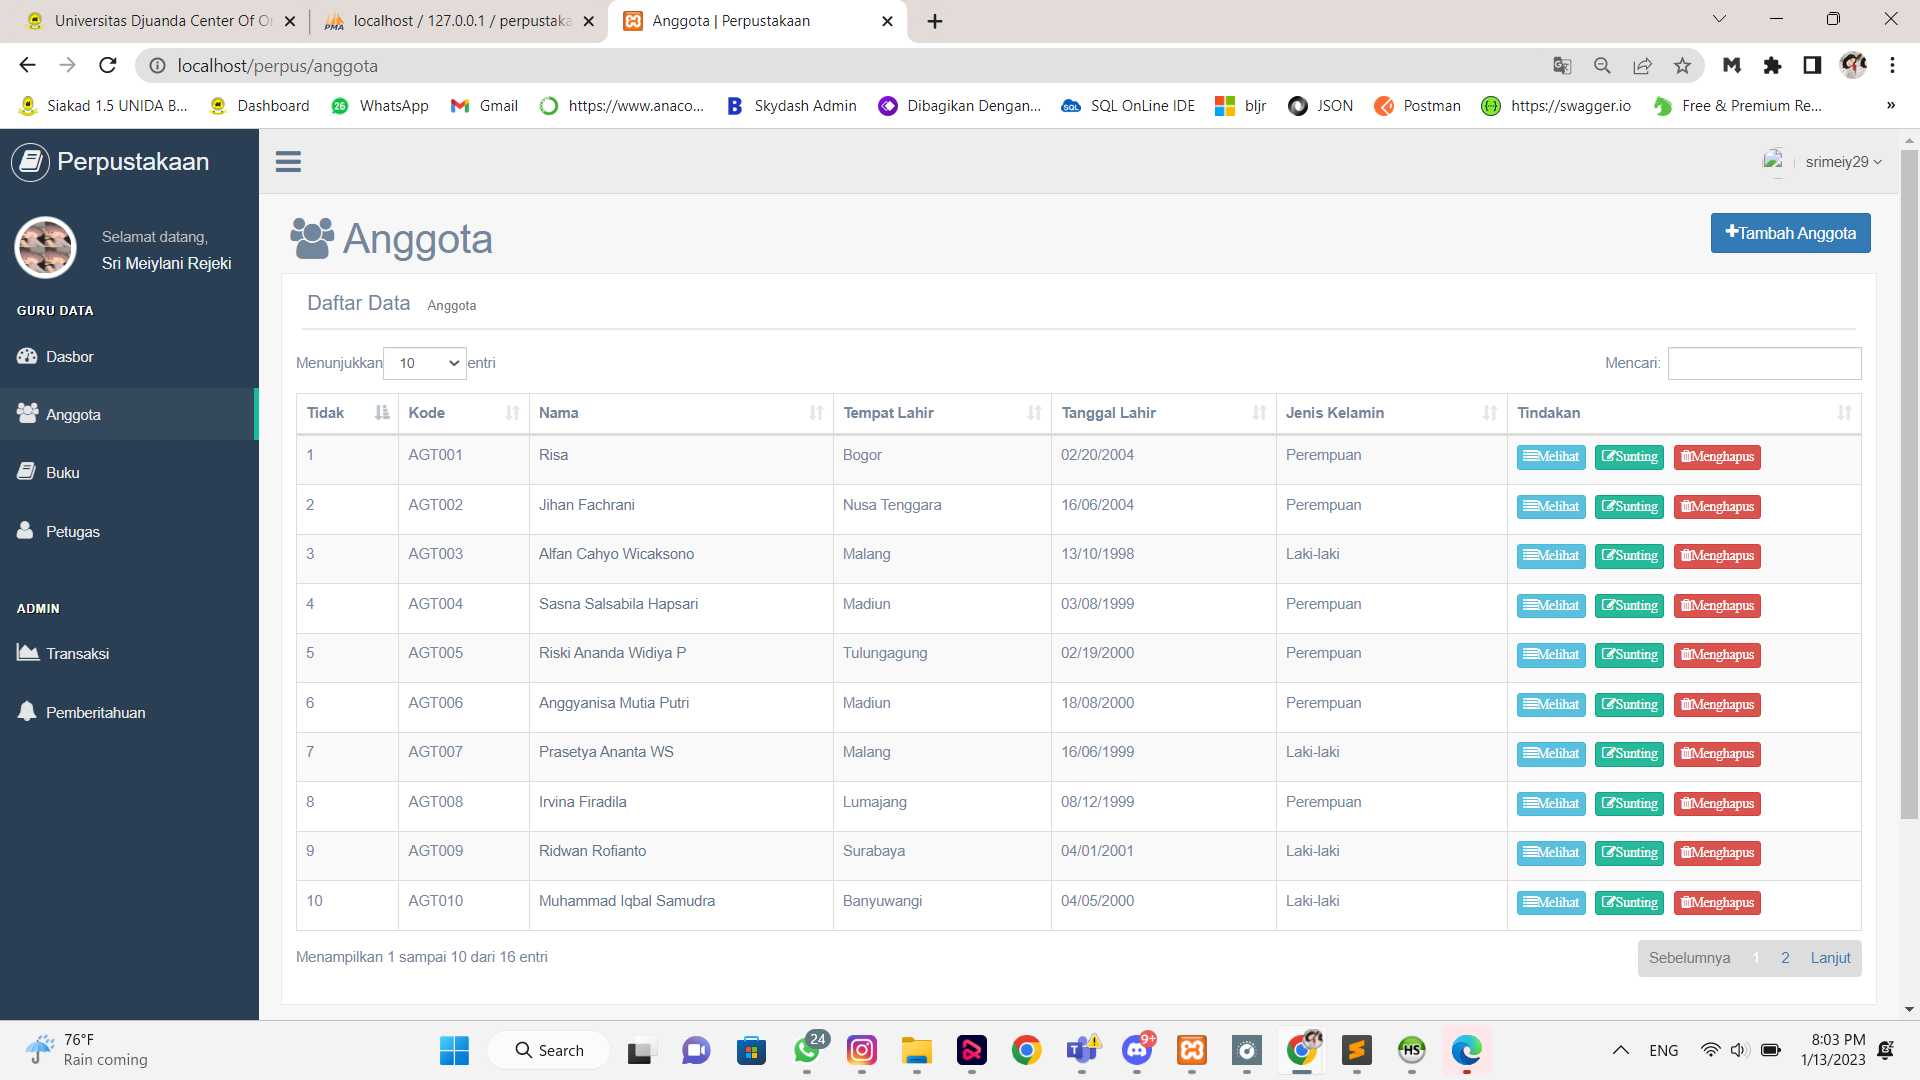 Universitas Djuanda Center Of Or
localhost / 127.0.0.1 / perpustaka
Anggota | Perpustakaan
localhost/perpus/anggota
Siakad 1.5 UNIDA B...
Dashboard
WhatsApp
Gmail
https://www.anaco...
Skydash Admin
Dibagikan Dengan...
SQL OnLine IDE
bljr
JSON
Postman
https://swagger.io
Free & Premium Re...
»
Perpustakaan
srimeiy29
Selamat datang,
Sri Meiylani Rejeki
GURU DATA
Dasbor
Anggota
Buku
Petugas
ADMIN
Transaksi
Pemberitahuan
Anggota
Tambah Anggota
Daftar Data Anggota
Menunjukkan 10 entri
Mencari:
Tidak Kode Nama Tempat Lahir Tanggal Lahir Jenis Kelamin Tindakan
1 AGT001 Risa Bogor 02/20/2004 Perempuan Melihat Sunting Menghapus
2 AGT002 Jihan Fachrani Nusa Tenggara 16/06/2004 Perempuan Melihat Sunting Menghapus
3 AGT003 Alfan Cahyo Wicaksono Malang 13/10/1998 Laki-laki Melihat Sunting Menghapus
4 AGT004 Sasna Salsabila Hapsari Madiun 03/08/1999 Perempuan Melihat Sunting Menghapus
5 AGT005 Riski Ananda Widiya P Tulungagung 02/19/2000 Perempuan Melihat Sunting Menghapus
6 AGT006 Anggyanisa Mutia Putri Madiun 18/08/2000 Perempuan Melihat Sunting Menghapus
7 AGT007 Prasetya Ananta WS Malang 16/06/1999 Laki-laki Melihat Sunting Menghapus
8 AGT008 Irvina Firadila Lumajang 08/12/1999 Perempuan Melihat Sunting Menghapus
9 AGT009 Ridwan Rofianto Surabaya 04/01/2001 Laki-laki Melihat Sunting Menghapus
10 AGT010 Muhammad Iqbal Samudra Banyuwangi 04/05/2000 Laki-laki Melihat Sunting Menghapus
Menampilkan 1 sampai 10 dari 16 entri
Sebelumnya 1 2 Lanjut
76°F
Rain coming
Search
24
9+
HS
ENG
8:03 PM
1/13/2023